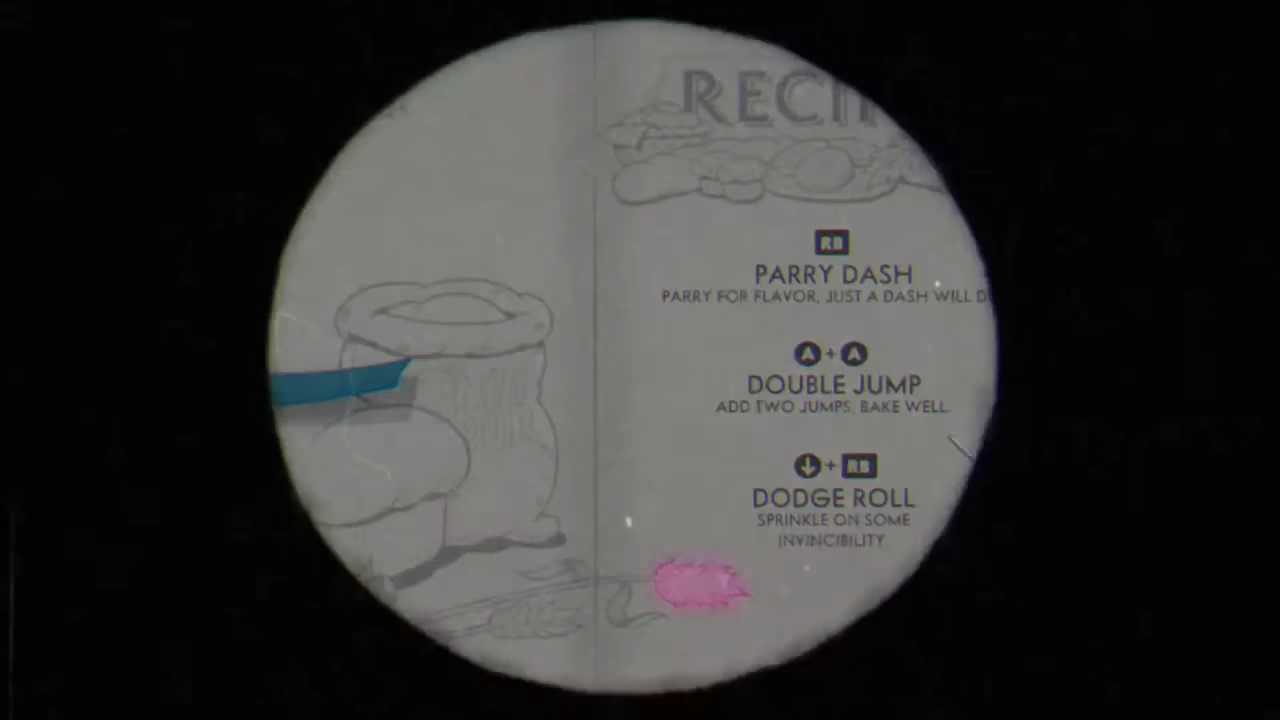 RECI
RB
PARRY DASH
PARRY FOR FLAVOR, JUST A DASH WILL D
A + A
DOUBLE JUMP
ADD TWO JUMPS, BAKE WELL.
+ RB
DODGE ROLL
SPRINKLE ON SOME
INVINCIBILITY.